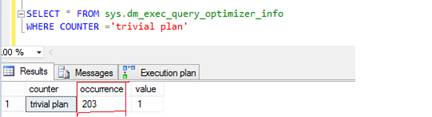 SELECT * FROM sys.dm_exec_query_optimizer_info
WHERE COUNTER ='trivial plan'
.00 %
Results Messages Execution plan
counter occurrence value
1 trivial plan 203 1